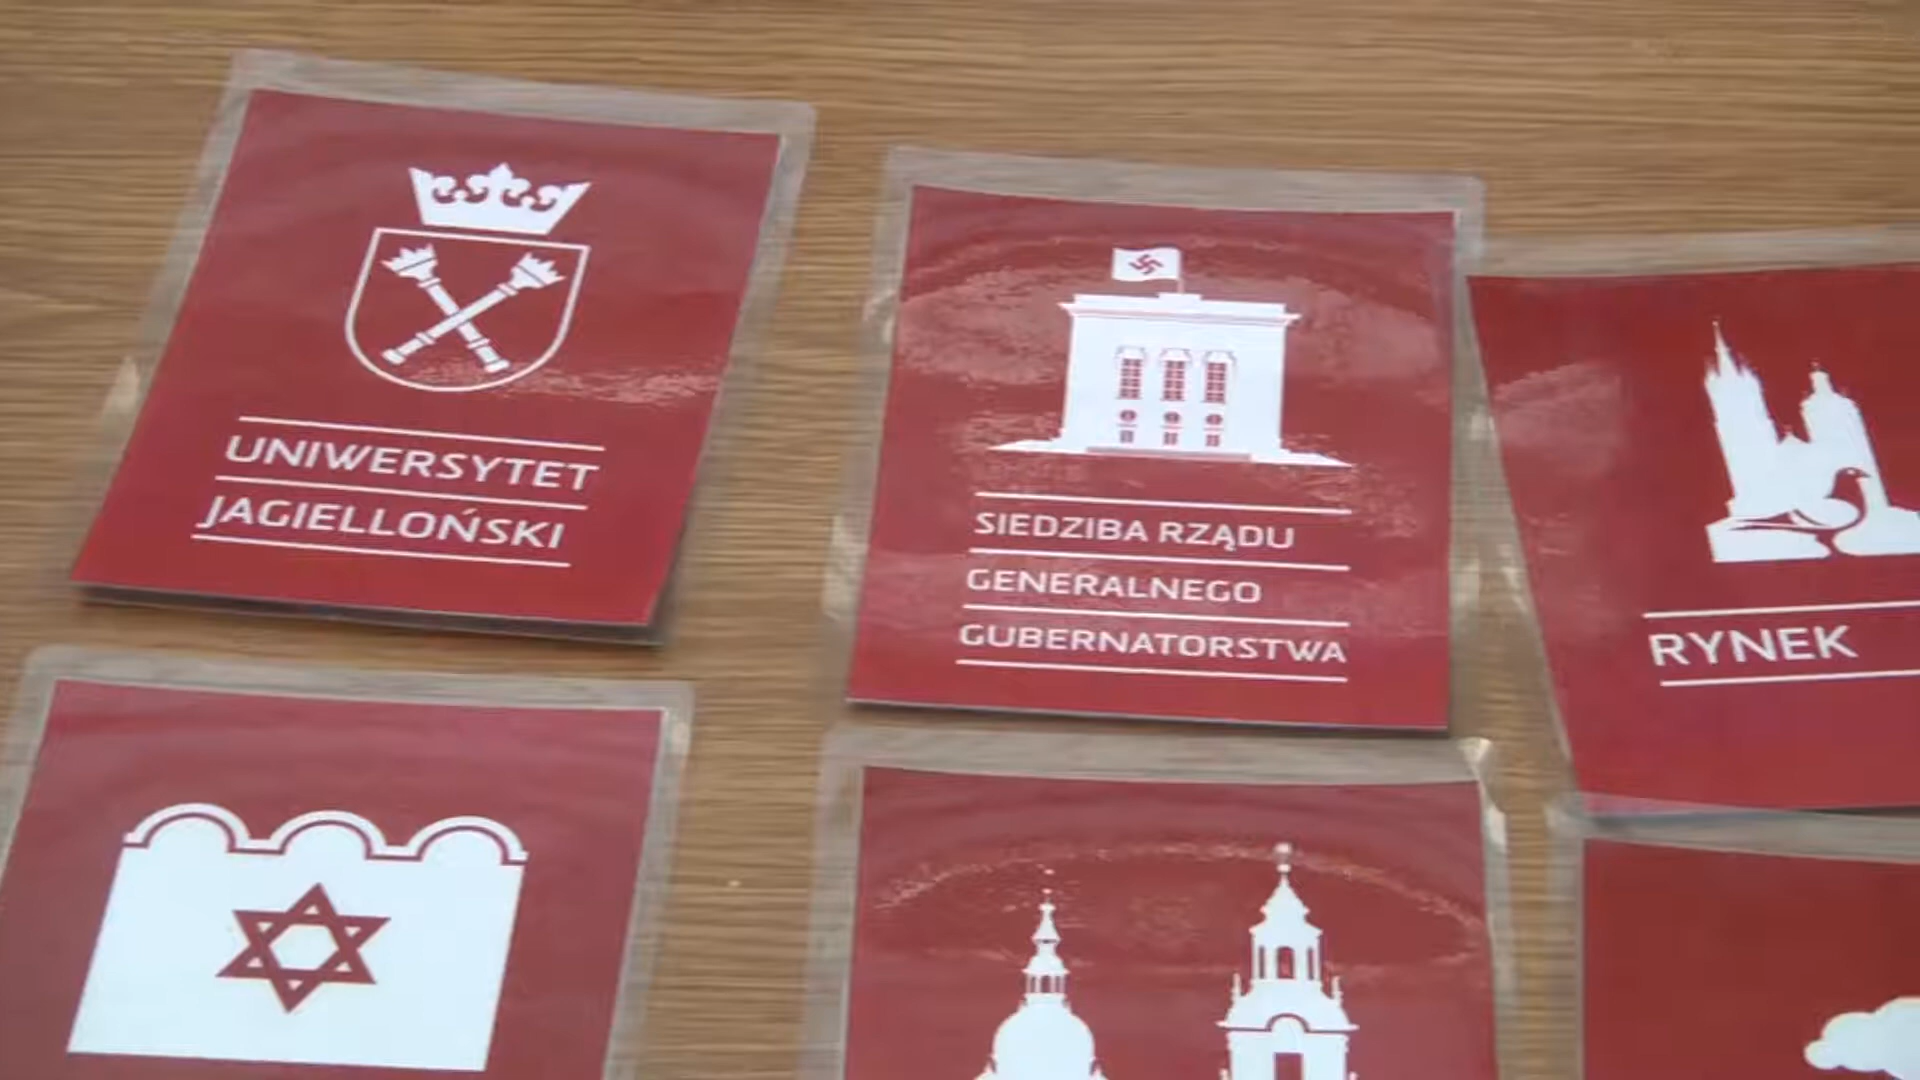 UNIWERSYTET
JAGIELLOŃSKI
SIEDZIBA RZĄDU
GENERALNEGO
GUBERNATORSTWA
RYNEK